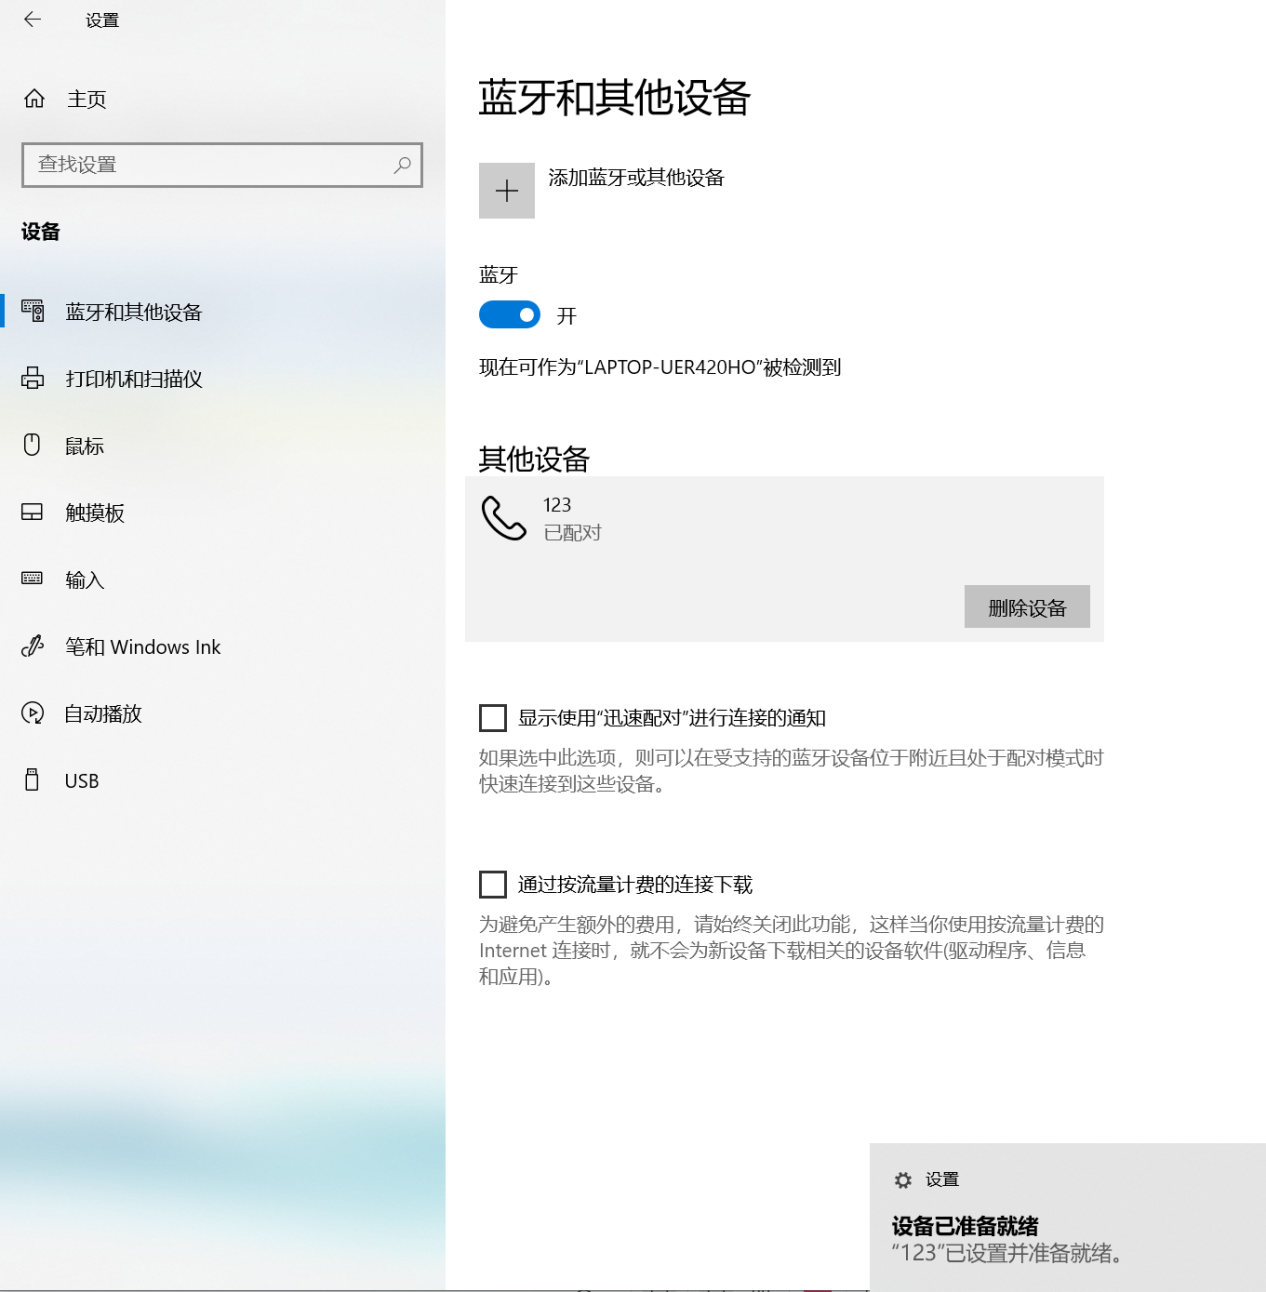 设置
主页
查找设置
设备
蓝牙和其他设备
打印机和扫描仪
鼠标
触摸板
输入
笔和 Windows Ink
自动播放
USB
蓝牙和其他设备
添加蓝牙或其他设备
蓝牙
开
现在可作为“LAPTOP-UER420HO”被检测到
其他设备
123
已配对
删除设备
显示使用“迅速配对”进行连接的通知
如果选中此选项，则可以在受支持的蓝牙设备位于附近且处于配对模式时
快速连接到这些设备。
通过按流量计费的连接下载
为避免产生额外的费用，请始终关闭此功能，这样当你使用按流量计费的
Internet 连接时，就不会为新设备下载相关的设备软件(驱动程序、信息
和应用)。
设置
设备已准备就绪
“123”已设置并准备就绪。